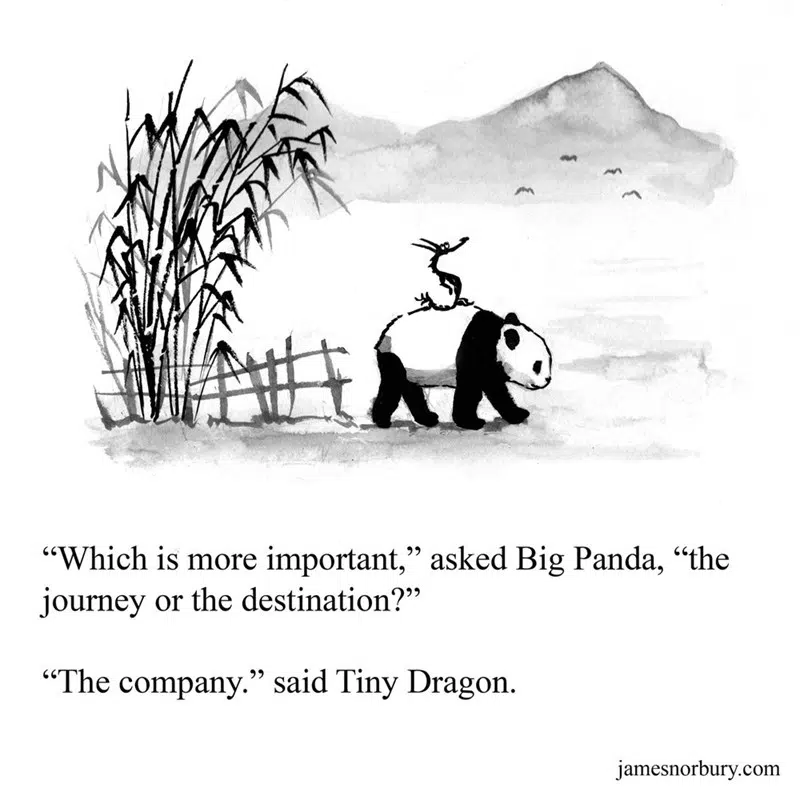 “Which is more important,” asked Big Panda, “the
journey or the destination?”
“The company.” said Tiny Dragon.
jamesnorbury.com